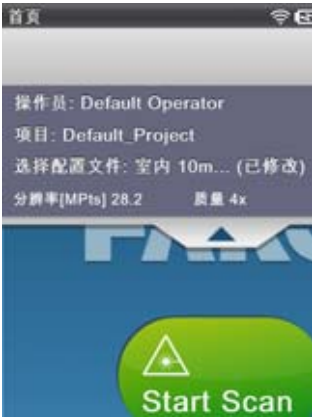 首页
操作员: Default Operator
项目: Default_Project
选择配置文件: 室内 10m... (已修改)
分辨率[MPts] 28.2 质量 4x
Start Scan